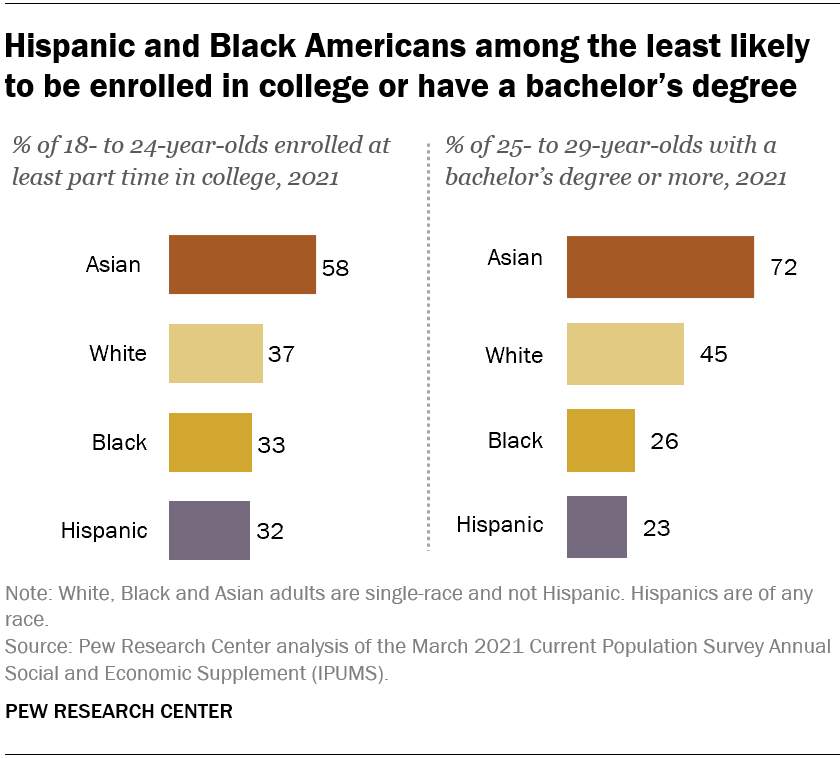 Hispanic and Black Americans among the least likely
to be enrolled in college or have a bachelor's degree
% of 18- to 24-year-olds enrolled at
least part time in college, 2021
Asian 58
White 37
Black 33
Hispanic 32
% of 25- to 29-year-olds with a
bachelor's degree or more, 2021
Asian 72
White 45
Black 26
Hispanic 23
Note: White, Black and Asian adults are single-race and not Hispanic. Hispanics are of any
race.
Source: Pew Research Center analysis of the March 2021 Current Population Survey Annual
Social and Economic Supplement (IPUMS).
PEW RESEARCH CENTER